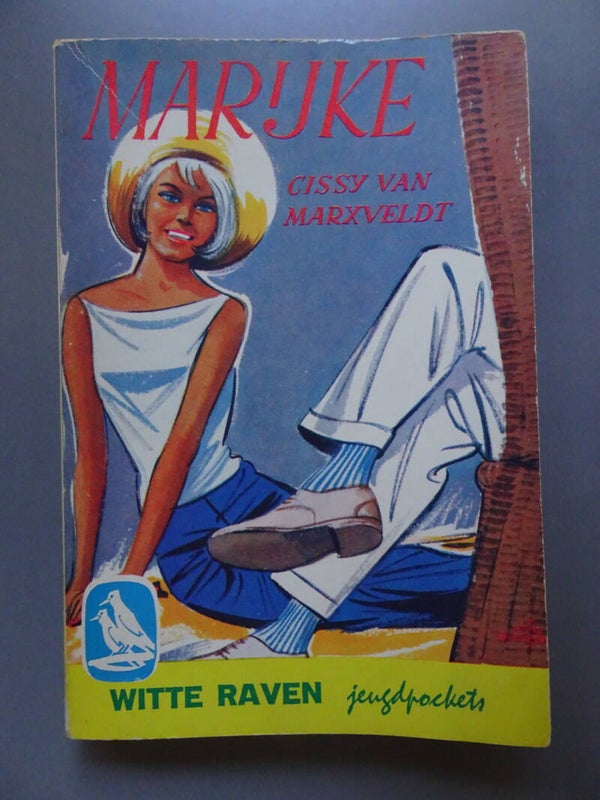 MARIJKE
CISSY VAN
MARXVELDT
WITTE RAVEN jeugdpockets